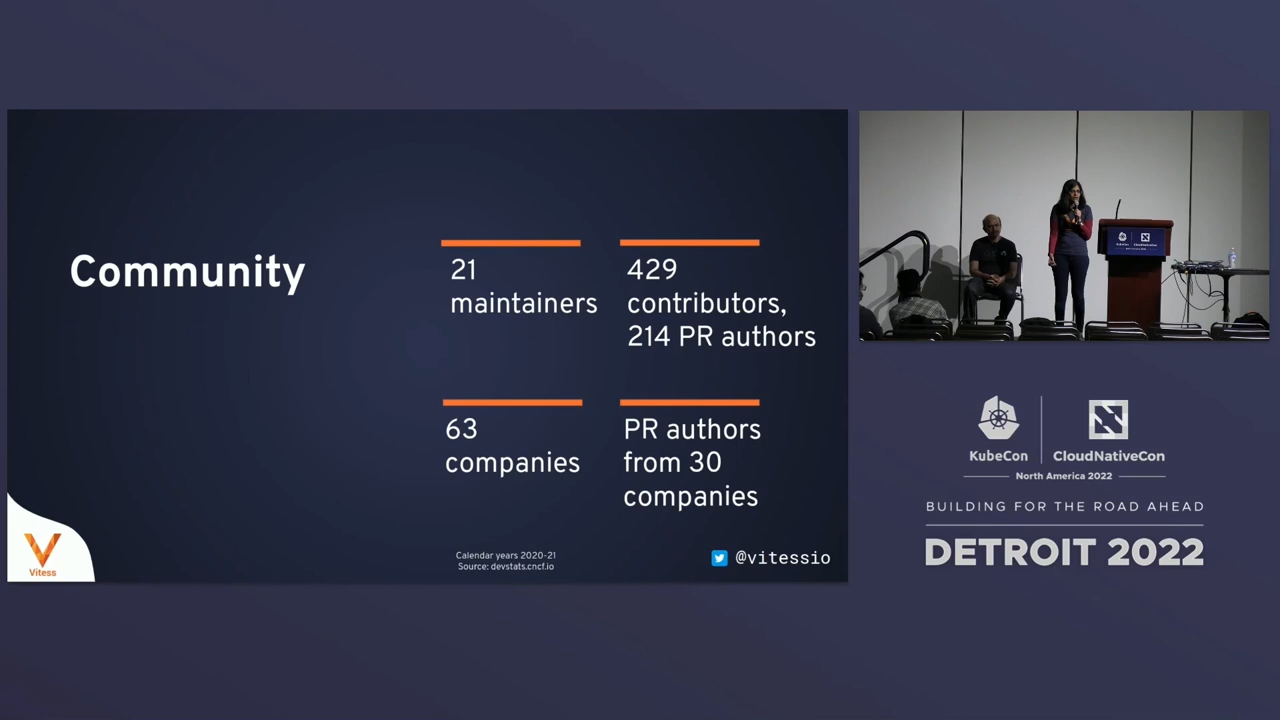 Community
21
maintainers
429
contributors,
214 PR authors
63
companies
PR authors
from 30
companies
Calendar years 2020-21
Source: devstats.cncf.io
@vitessio
Vitess
KubeCon
CloudNativeCon
North America 2022
BUILDING FOR THE ROAD AHEAD
DETROIT 2022